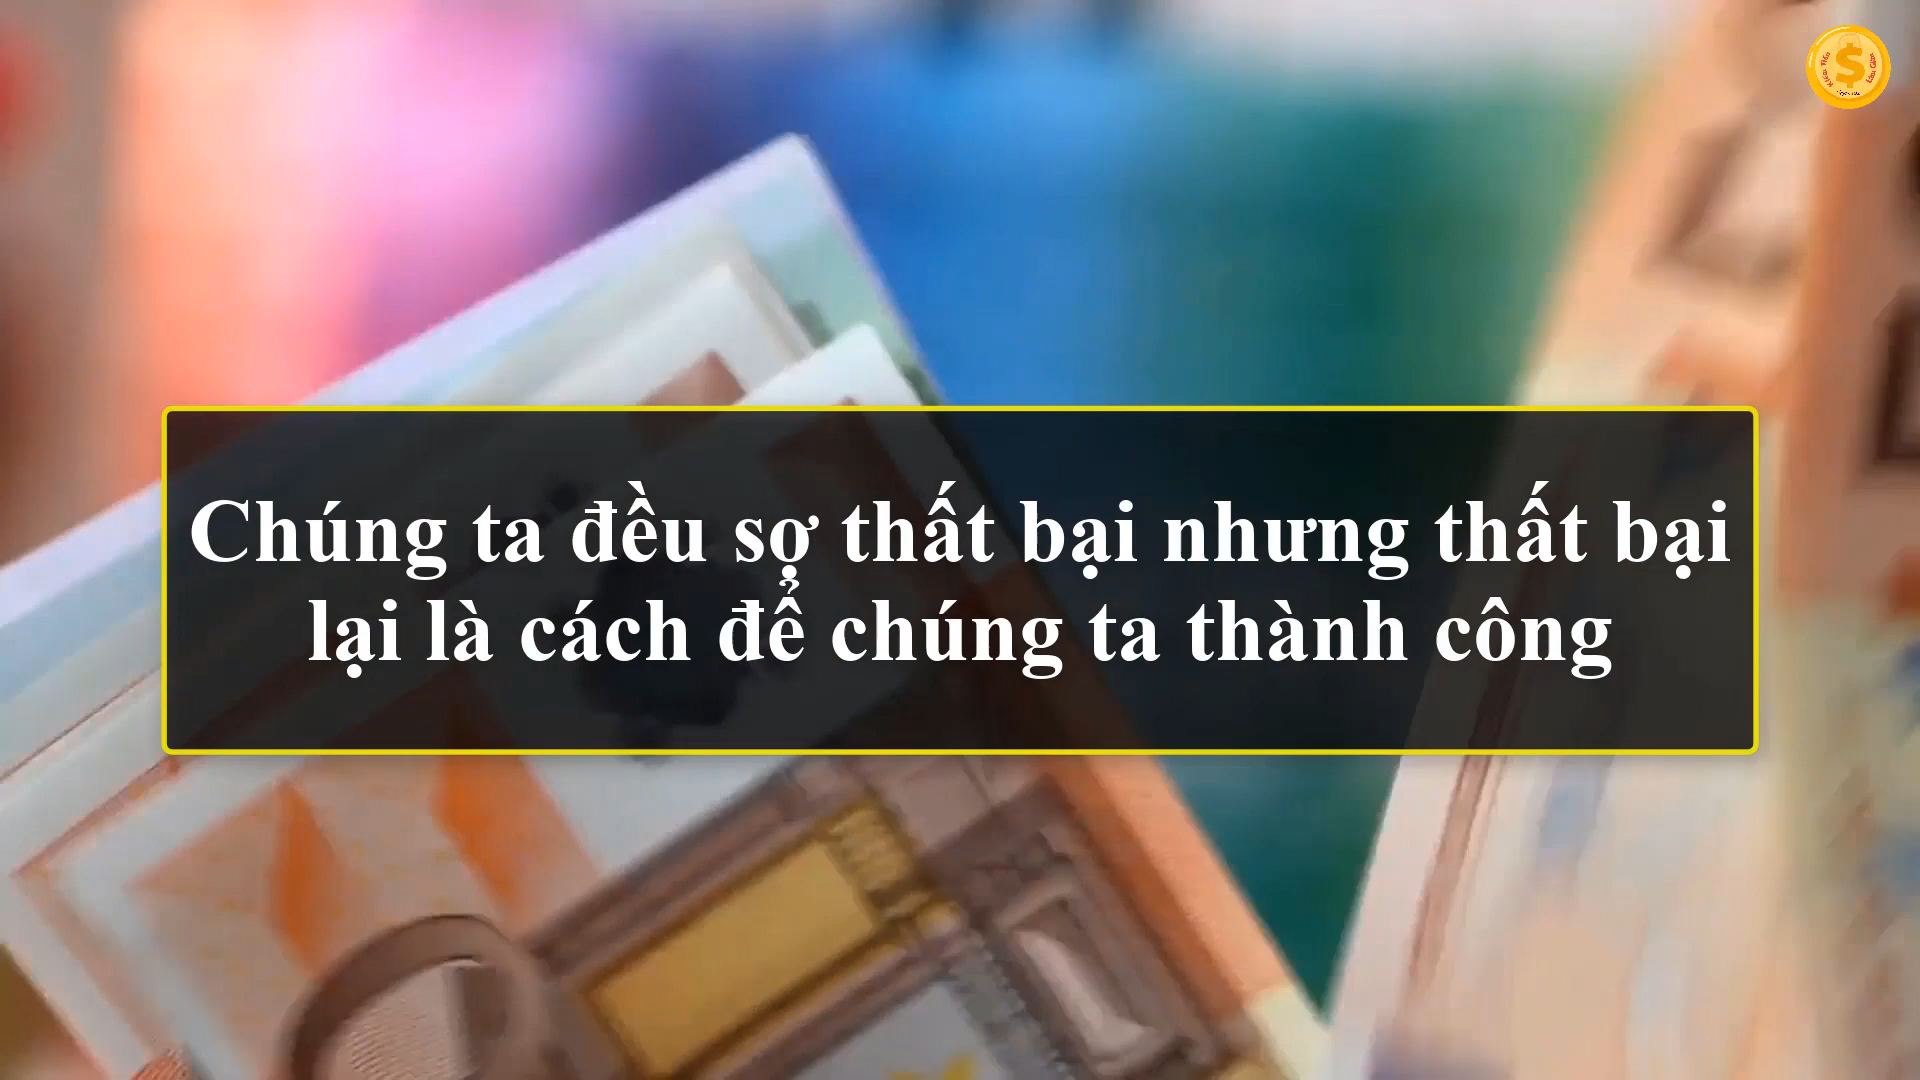 Chúng ta đều sợ thất bại nhưng thất bại
lại là cách để chúng ta thành công